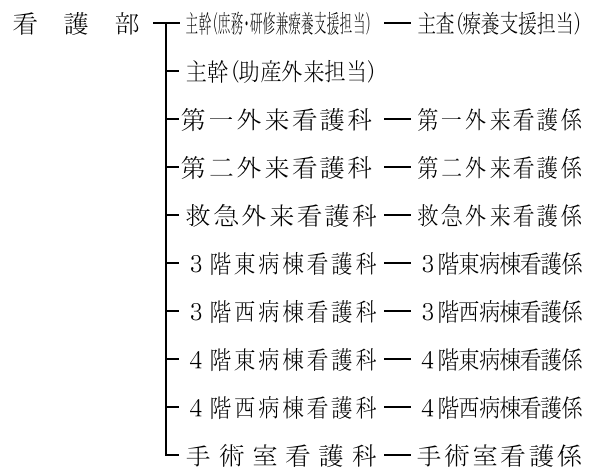 看護部 主幹(庶務・研修兼療養支援担当) 主査(療養支援担当)
主幹(助産外来担当)
第一外来看護科 第一外来看護係
第二外来看護科 第二外来看護係
救急外来看護科 救急外来看護係
3階東病棟看護科 3階東病棟看護係
3階西病棟看護科 3階西病棟看護係
4階東病棟看護科 4階東病棟看護係
4階西病棟看護科 4階西病棟看護係
手術室看護科 手術室看護係